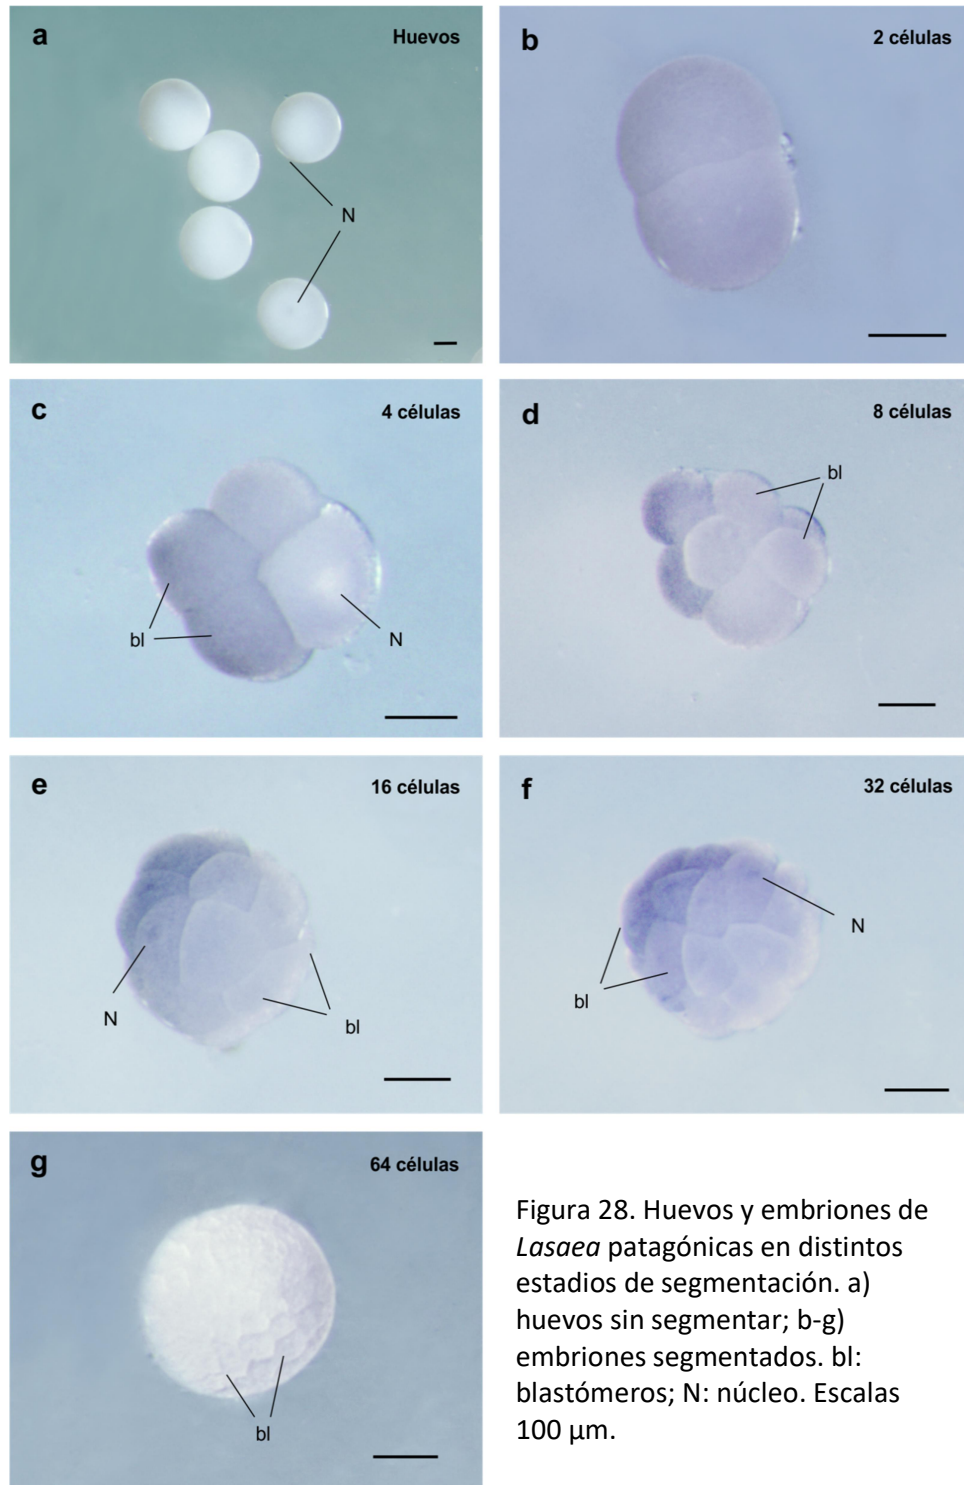 a
Huevos
N
b
2 células
c
4 células
bl
N
d
8 células
bl
e
16 células
N
bl
f
32 células
N
bl
g
64 células
bl
Figura 28. Huevos y embriones de
Lasaea patagónicas en distintos
estadios de segmentación. a)
huevos sin segmentar; b-g)
embriones segmentados. bl:
blastómeros; N: núcleo. Escalas
100 µm.